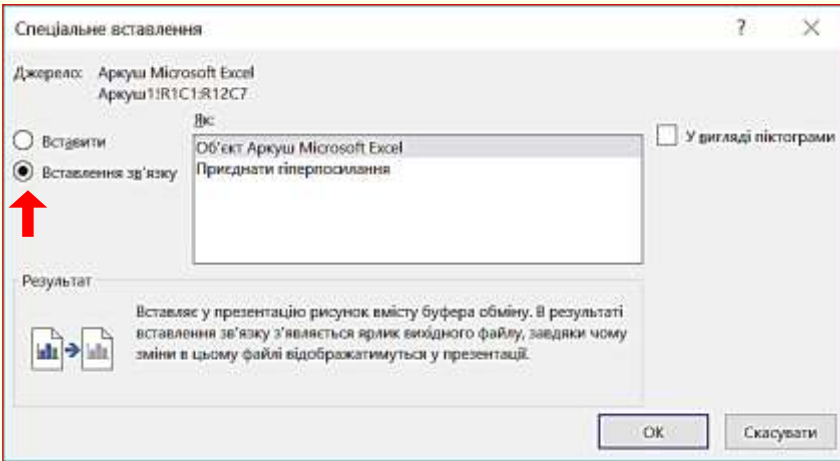 Спеціальне вставлення
?
Джерело: Аркуш Microsoft Excel
Аркуш1!R1C1:R12C7
Як:
Вставити
Вставлення зв'язку
Об'єкт Аркуш Microsoft Excel
Приєднати гіперпосилання
У вигляді піктограми
Результат
Вставляє у презентацію рисунок вмісту буфера обміну. В результаті
вставлення зв'язку з'являється ярлик вихідного файлу, завдяки чому
зміни в цьому файлі відображатимуться у презентації.
ОК
Скасувати